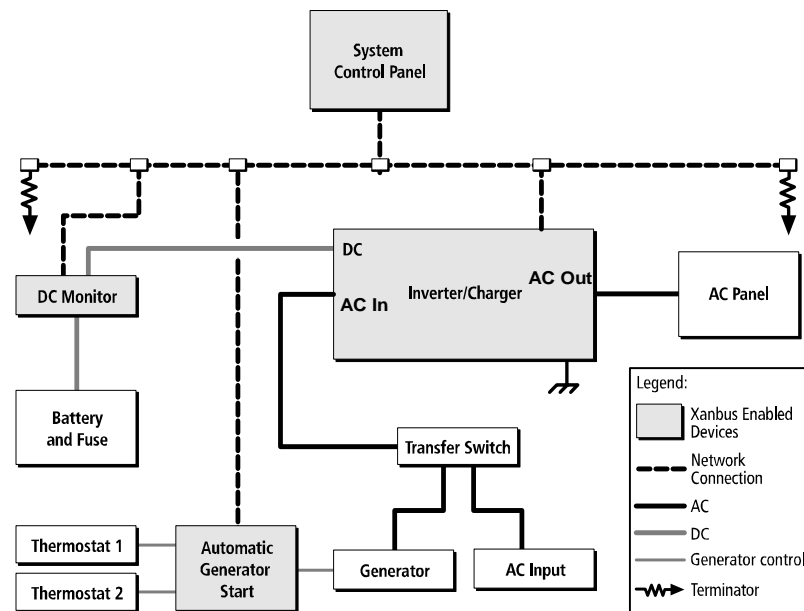 System
Control Panel
DC
Inverter/Charger
AC Out
AC In
AC Panel
DC Monitor
Battery
and Fuse
Transfer Switch
Thermostat 1
Thermostat 2
Automatic
Generator
Start
Generator
AC Input
Legend:
Xanbus Enabled
Devices
Network
Connection
AC
DC
Generator control
Terminator